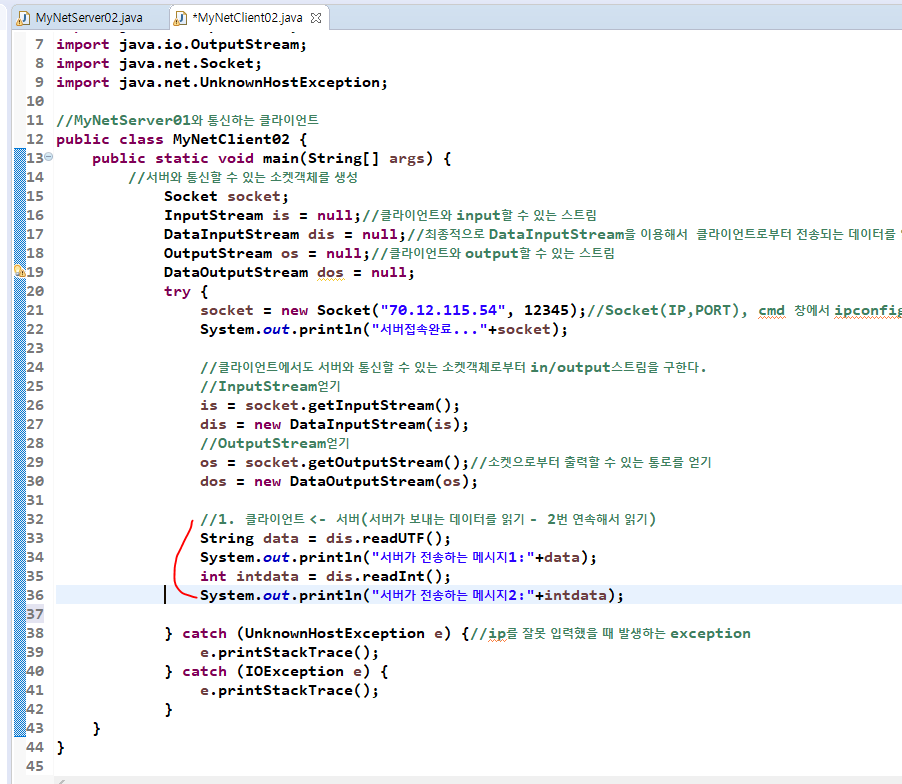 MyNetServer02.java
*MyNetClient02.java
7 import java.io.OutputStream;
8 import java.net.Socket;
9 import java.net.UnknownHostException;
10
11 //MyNetServer01와 통신하는 클라이언트
12 public class MyNetClient02 {
13 public static void main(String[] args) {
14 //서버와 통신할 수 있는 소켓객체를 생성
15 Socket socket;
16 InputStream is = null;//클라이언트와 input할 수 있는 스트림
17 DataInputStream dis = null;//최종적으로 DataInputStream을 이용해서 클라이언트로부터 전송되는 데이터를
18 OutputStream os = null;//클라이언트와 output할 수 있는 스트림
19 DataOutputStream dos = null;
20 try {
21 socket = new Socket("70.12.115.54", 12345);//Socket(IP,PORT), cmd 창에서 ipconfig
22 System.out.println("서버접속완료..."+socket);
23
24 //클라이언트에서도 서버와 통신할 수 있는 소켓객체로부터 in/output스트림을 구한다.
25 //InputStream얻기
26 is = socket.getInputStream();
27 dis = new DataInputStream(is);
28 //OutputStream얻기
29 os = socket.getOutputStream();//소켓으로부터 출력할 수 있는 통로를 얻기
30 dos = new DataOutputStream(os);
31
32 //1. 클라이언트 <- 서버(서버가 보내는 데이터를 읽기 - 2번 연속해서 읽기)
33 String data = dis.readUTF();
34 System.out.println("서버가 전송하는 메시지1:"+data);
35 int intdata = dis.readInt();
36 System.out.println("서버가 전송하는 메시지2:"+intdata);
37
38 } catch (UnknownHostException e) {//ip를 잘못 입력했을 때 발생하는 exception
39 e.printStackTrace();
40 } catch (IOException e) {
41 e.printStackTrace();
42 }
43 }
44 }
45